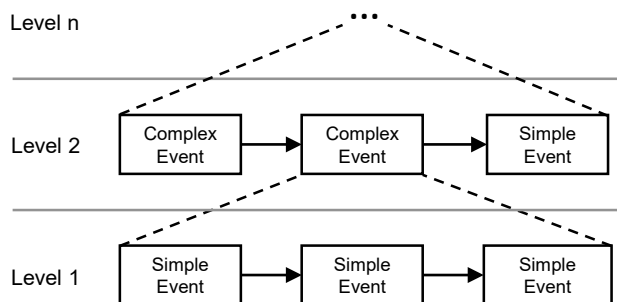 Level n
...
Level 2
Complex
Event
Complex
Event
Simple
Event
Level 1
Simple
Event
Simple
Event
Simple
Event